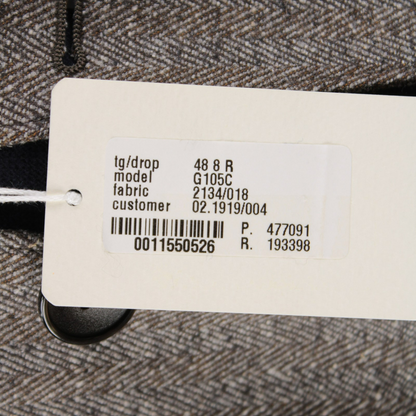 tg/drop 48 8 R
model G105C
fabric 2134/018
customer 02.1919/004
P. 477091
0011550526 R. 193398